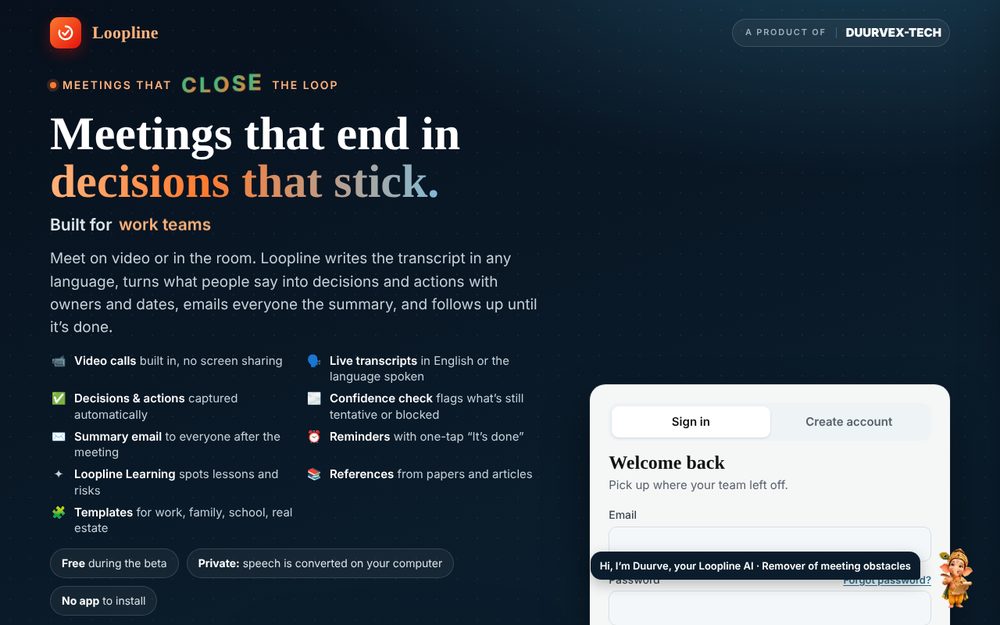 Loopline
A PRODUCT OF | DUURVEX-TECH
MEETINGS THAT CLOSE THE LOOP
Meetings that end in
decisions that stick.
Built for work teams
Meet on video or in the room. Loopline writes the transcript in any
language, turns what people say into decisions and actions with
owners and dates, emails everyone the summary, and follows up until
it’s done.
📹 Video calls built in, no screen sharing
🗣️ Live transcripts in English or the
language spoken
✅ Decisions & actions captured
automatically
Confidence check flags what’s still
tentative or blocked
✉️ Summary email to everyone after the
meeting
⏰ Reminders with one-tap “It’s done”
✦ Loopline Learning spots lessons and
risks
📚 References from papers and articles
🧩 Templates for work, family, school, real
estate
Free during the beta
Private: speech is converted on your computer
No app to install
Sign in
Create account
Welcome back
Pick up where your team left off.
Email
Hi, I’m Duurve, your Loopline AI · Remover of meeting obstacles
Password
Forgot password?